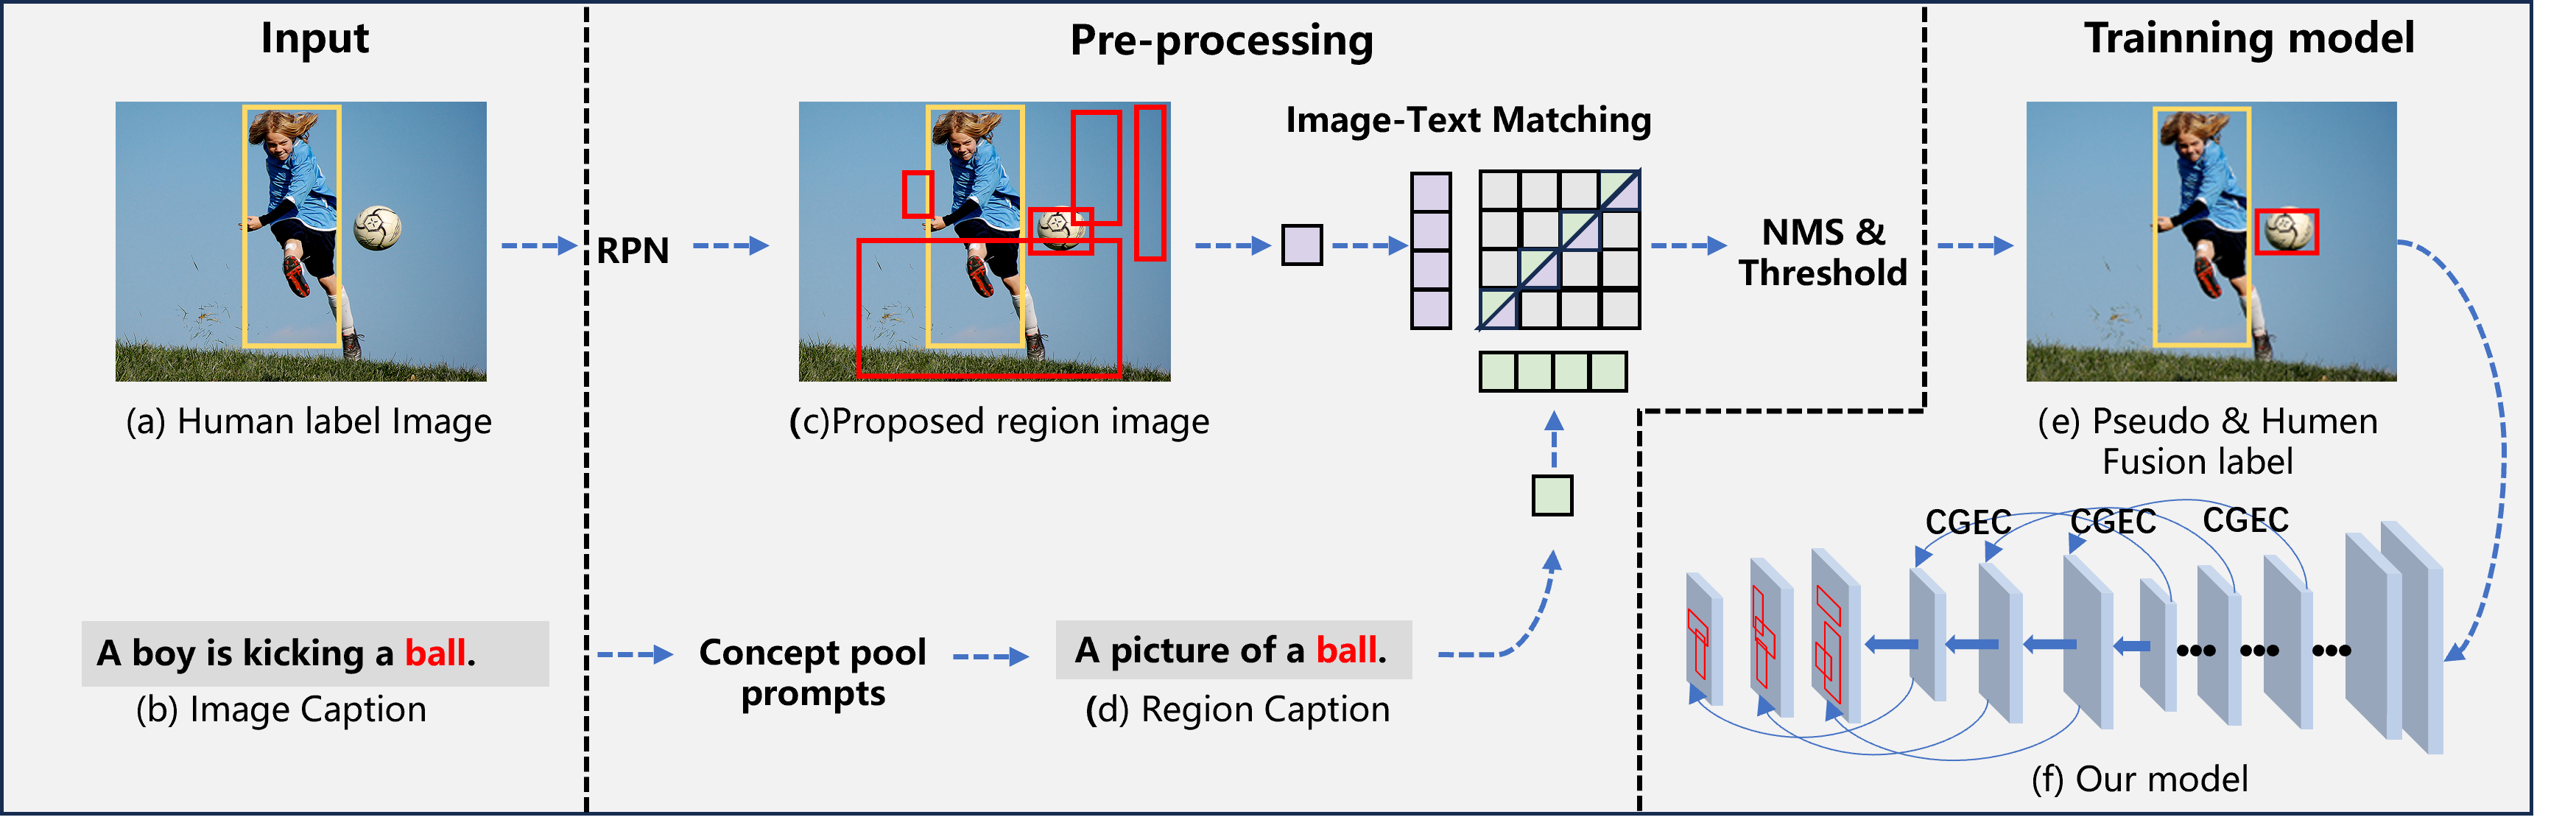 Input
Pre-processing
Trainning model
Image-Text Matching
RPN
NMS &
Threshold
(a) Human label Image
(c)Proposed region image
(e) Pseudo & Humen
Fusion label
CGEC CGEC CGEC
A boy is kicking a ball.
(b) Image Caption
Concept pool
prompts
A picture of a ball.
(d) Region Caption
(f) Our model